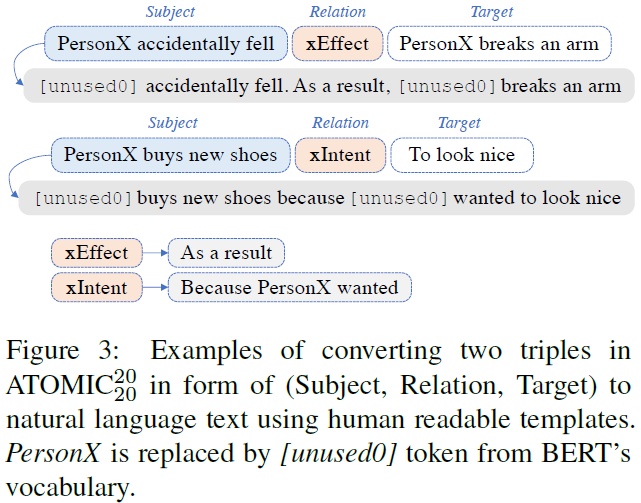 Subject Relation Target
PersonX accidentally fell xEffect PersonX breaks an arm
[unused0] accidentally fell. As a result, [unused0] breaks an arm
Subject Relation Target
PersonX buys new shoes xIntent To look nice
[unused0] buys new shoes because [unused0] wanted to look nice
xEffect As a result
xIntent Because PersonX wanted
Figure 3: Examples of converting two triples in
ATOMIC20 20 in form of (Subject, Relation, Target) to
natural language text using human readable templates.
PersonX is replaced by [unused0] token from BERT's
vocabulary.